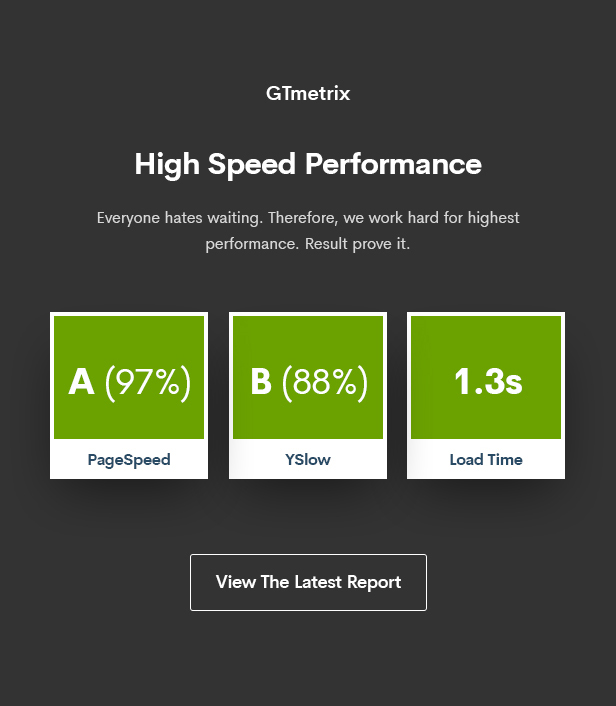 GTmetrix
High Speed Performance
Everyone hates waiting. Therefore, we work hard for highest
performance. Result prove it.
A (97%)
PageSpeed
B (88%)
YSlow
1.3s
Load Time
View The Latest Report